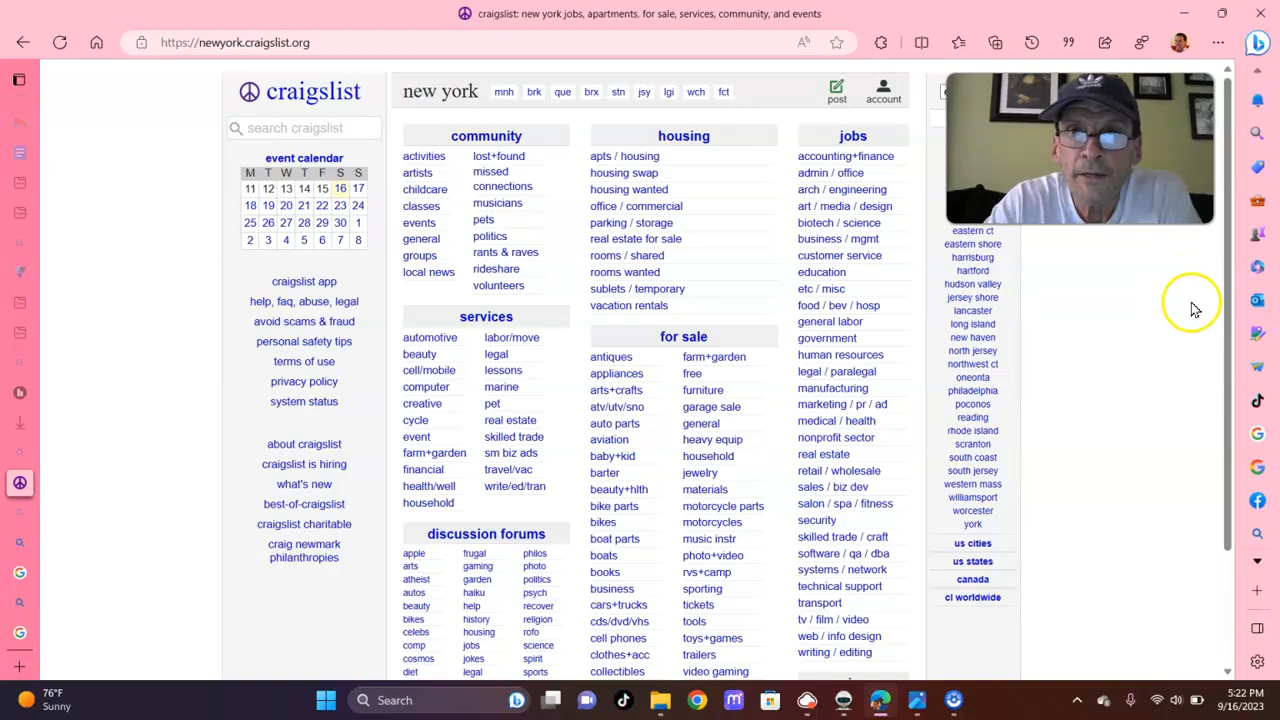 craigslist: new york jobs, apartments, for sale, services, community, and events
https://newyork.craigslist.org
craigslist
search craigslist
event calendar
M T W T F S S
11 12 13 14 15 16 17
18 19 20 21 22 23 24
25 26 27 28 29 30 1
2 3 4 5 6 7 8
craigslist app
help, faq, abuse, legal
avoid scams & fraud
personal safety tips
terms of use
privacy policy
system status
about craigslist
craigslist is hiring
what's new
best-of-craigslist
craigslist charitable
craig newmark
philanthropies
new york mnh brk que brx stn jsy lgi wch fct
post
account
community
activities
artists
childcare
classes
events
general
groups
local news
lost+found
missed
connections
musicians
pets
politics
rants & raves
rideshare
volunteers
services
automotive
beauty
cell/mobile
computer
creative
cycle
event
farm+garden
financial
health/well
household
labor/move
legal
lessons
marine
pet
real estate
skilled trade
sm biz ads
travel/vac
write/ed/tran
discussion forums
apple
arts
atheist
autos
beauty
bikes
celebs
comp
cosmos
diet
frugal
gaming
garden
haiku
help
history
housing
jobs
jokes
legal
philos
photo
politics
psych
recover
religion
rofo
science
spirit
sports
housing
apts / housing
housing swap
housing wanted
office / commercial
parking / storage
real estate for sale
rooms / shared
rooms wanted
sublets / temporary
vacation rentals
for sale
antiques
appliances
arts+crafts
atv/utv/sno
auto parts
aviation
baby+kid
barter
beauty+hlth
bike parts
bikes
boat parts
boats
books
business
cars+trucks
cds/dvd/vhs
cell phones
clothes+acc
collectibles
farm+garden
free
furniture
garage sale
general
heavy equip
household
jewelry
materials
motorcycle parts
motorcycles
music instr
photo+video
rvs+camp
sporting
tickets
tools
toys+games
trailers
video gaming
jobs
accounting+finance
admin / office
arch / engineering
art / media / design
biotech / science
business / mgmt
customer service
education
etc / misc
food / bev / hosp
general labor
government
human resources
legal / paralegal
manufacturing
marketing / pr / ad
medical / health
nonprofit sector
real estate
retail / wholesale
sales / biz dev
salon / spa / fitness
security
skilled trade / craft
software / qa / dba
systems / network
technical support
transport
tv / film / video
web / info design
writing / editing
eastern ct
eastern shore
harrisburg
hartford
hudson valley
jersey shore
lancaster
long island
new haven
north jersey
northwest ct
oneonta
philadelphia
poconos
reading
rhode island
scranton
south coast
south jersey
western mass
williamsport
worcester
york
us cities
us states
canada
cl worldwide
76°F
Sunny
Search
5:22 PM
9/16/2023